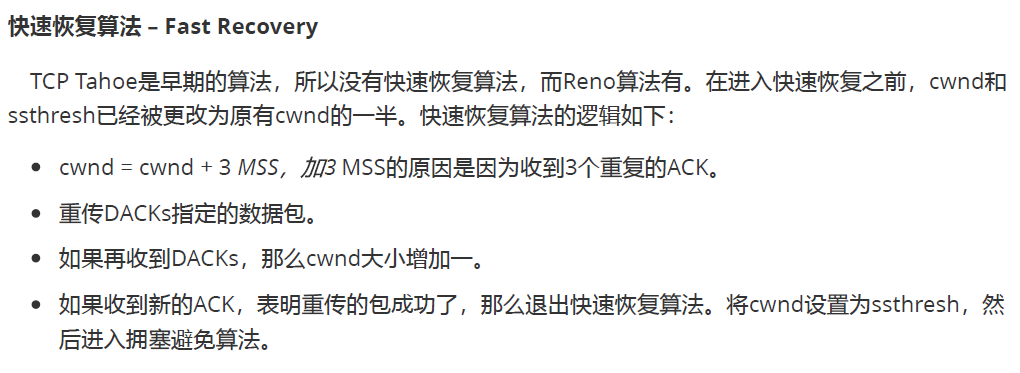 快速恢复算法 – Fast Recovery
TCP Tahoe是早期的算法，所以没有快速恢复算法，而Reno算法有。在进入快速恢复之前，cwnd和
ssthresh已经被更改为原有cwnd的一半。快速恢复算法的逻辑如下：
• cwnd = cwnd + 3 MSS，加3 MSS的原因是因为收到3个重复的ACK。
• 重传DACKs指定的数据包。
• 如果再收到DACKs，那么cwnd大小增加一。
• 如果收到新的ACK，表明重传的包成功了，那么退出快速恢复算法。将cwnd设置为ssthresh，然
后进入拥塞避免算法。